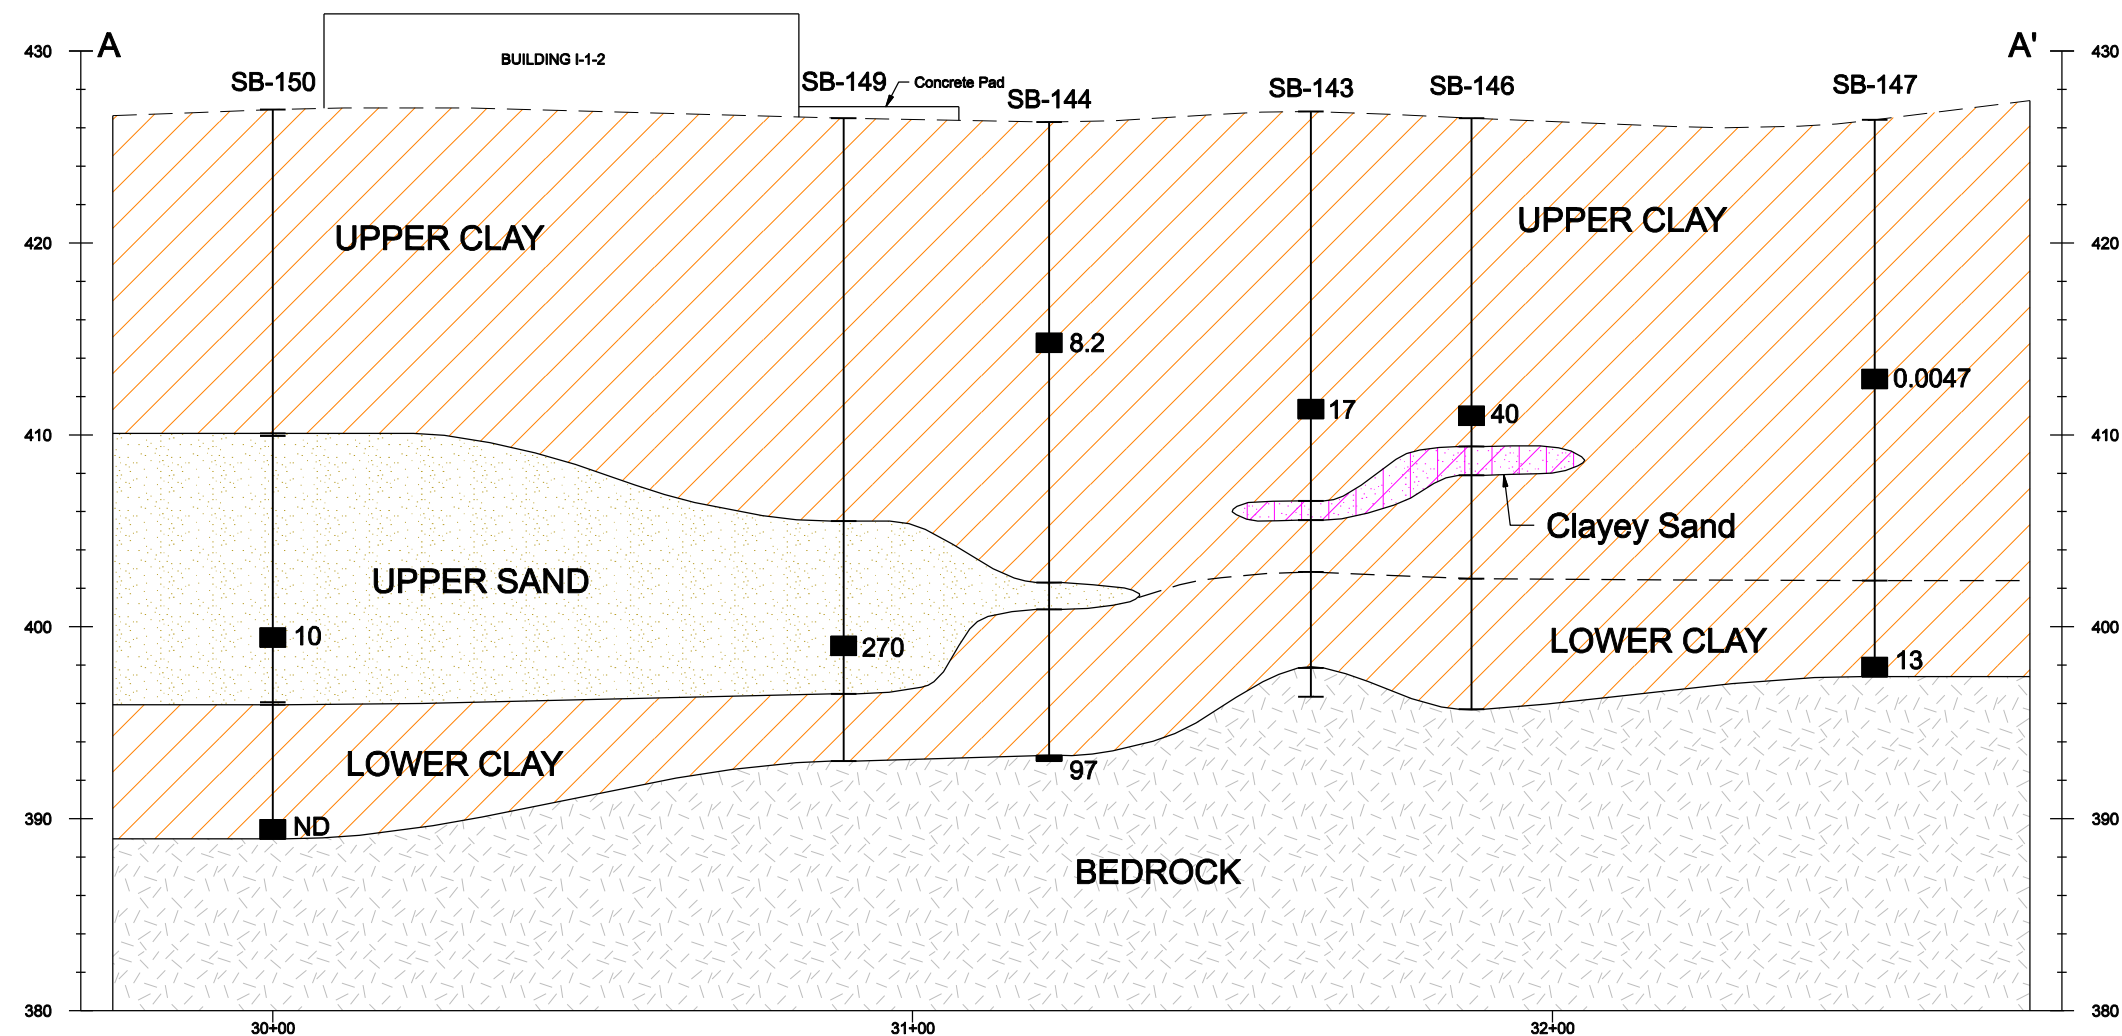 430 A A' 430
BUILDING I-1-2
SB-150 SB-149 Concrete Pad SB-144 SB-143 SB-146 SB-147
420 UPPER CLAY UPPER CLAY 420
8.2
0.0047
17 40
410 410
Clayey Sand
UPPER SAND
400 10 270 LOWER CLAY 13 400
LOWER CLAY 97
390 ND 390
BEDROCK
380 380
30+00 31+00 32+00